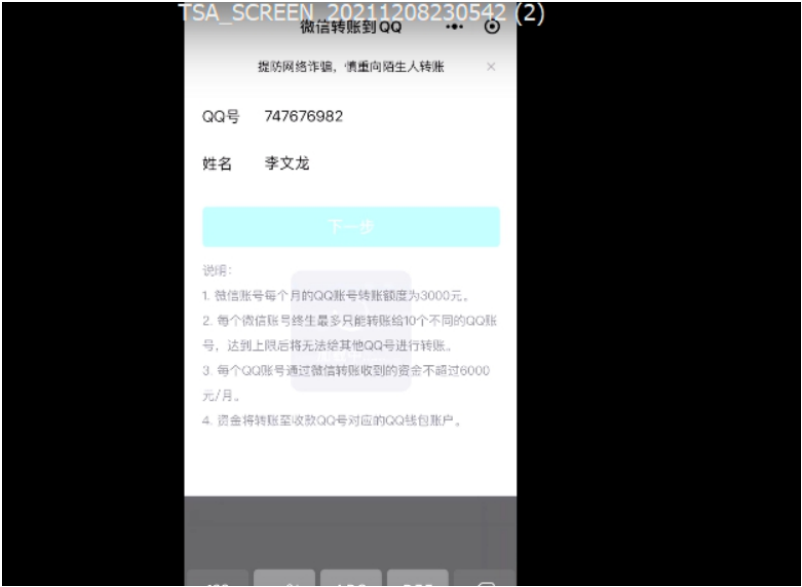 TSA_SCREEN_20211208230542 (2)
微信转账到QQ
提防网络诈骗，慎重向陌生人转账
QQ号 747676982
姓名 李文龙
下一步
说明：
1. 微信账号每个月的QQ账号转账额度为3000元。
2. 每个微信账号终生最多只能转账给10个不同的QQ账
号，达到上限后将无法给其他QQ号进行转账。
3. 每个QQ账号通过微信转账收到的资金不超过6000
元/月。
4. 资金将转账至收款QQ号对应的QQ钱包账户。